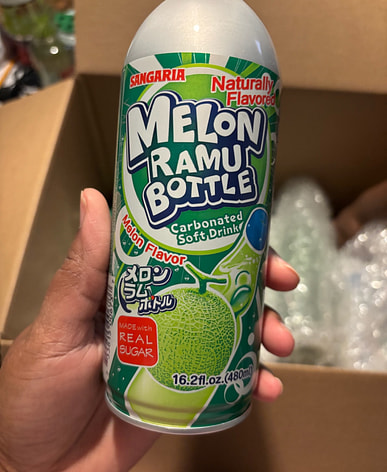 SANGARIA
Naturally
Flavored
MELON
RAMU
BOTTLE
Carbonated
Soft Drink
Melon Flavor
メロン
ラム
ボトル
MADE with
REAL
SUGAR
16.2fl.oz.(480ml)